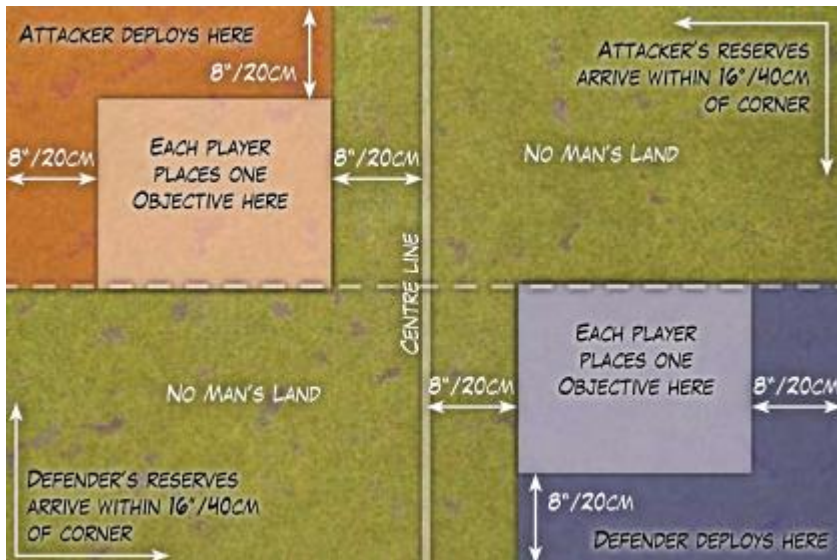 ATTACKER DEPLOYS HERE
8"/20CM
ATTACKER'S RESERVES
ARRIVE WITHIN 16"/40CM
OF CORNER
8"/20CM
EACH PLAYER
PLACES ONE
OBJECTIVE HERE
8"/20CM
NO MAN'S LAND
CENTRE LINE
NO MAN'S LAND
8"/20CM
EACH PLAYER
PLACES ONE
OBJECTIVE HERE
8"/20CM
DEFENDER'S RESERVES
ARRIVE WITHIN 16"/40CM
OF CORNER
8"/20CM
DEFENDER DEPLOYS HERE